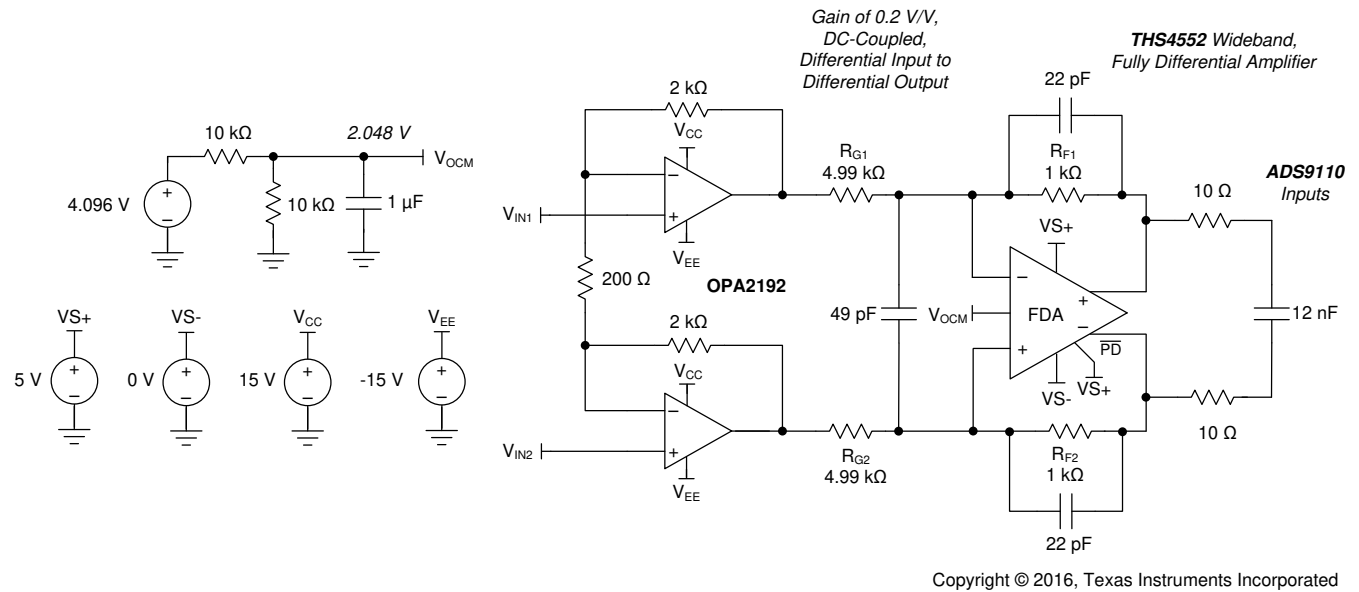 Gain of 0.2 V/V,
DC-Coupled,
Differential Input to
Differential Output
THS4552 Wideband,
Fully Differential Amplifier
10 kΩ
2.048 V
VOCM
4.096 V
+
−
10 kΩ
1 µF
VS+
5 V
+
−
VS-
0 V
+
−
VCC
15 V
+
−
VEE
-15 V
+
−
2 kΩ
VCC
−
+
VIN1
VEE
200 Ω
OPA2192
2 kΩ
VCC
−
+
VIN2
VEE
RG1
4.99 kΩ
49 pF
RG2
4.99 kΩ
22 pF
RF1
1 kΩ
VS+
−
+
VOCM
FDA
−
+
PD
VS-
VS+
RF2
1 kΩ
22 pF
ADS9110
Inputs
10 Ω
12 nF
10 Ω
Copyright © 2016, Texas Instruments Incorporated